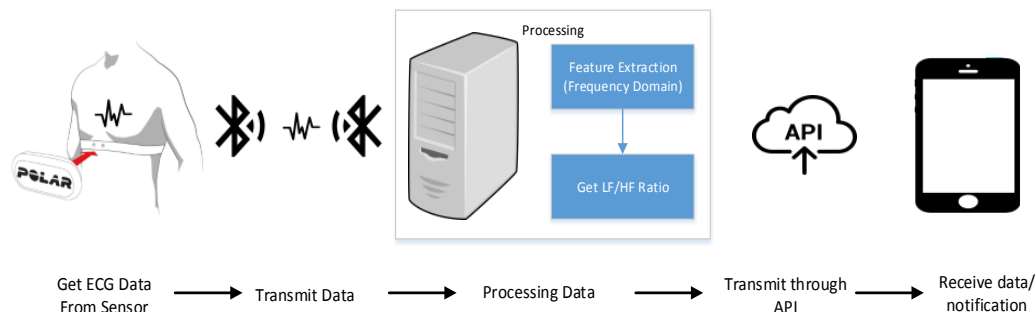 Processing
Feature Extraction
(Frequency Domain)
Get LF/HF Ratio
API
POLAR
Get ECG Data
From Sensor
Transmit Data
Processing Data
Transmit through
API
Receive data/
notification